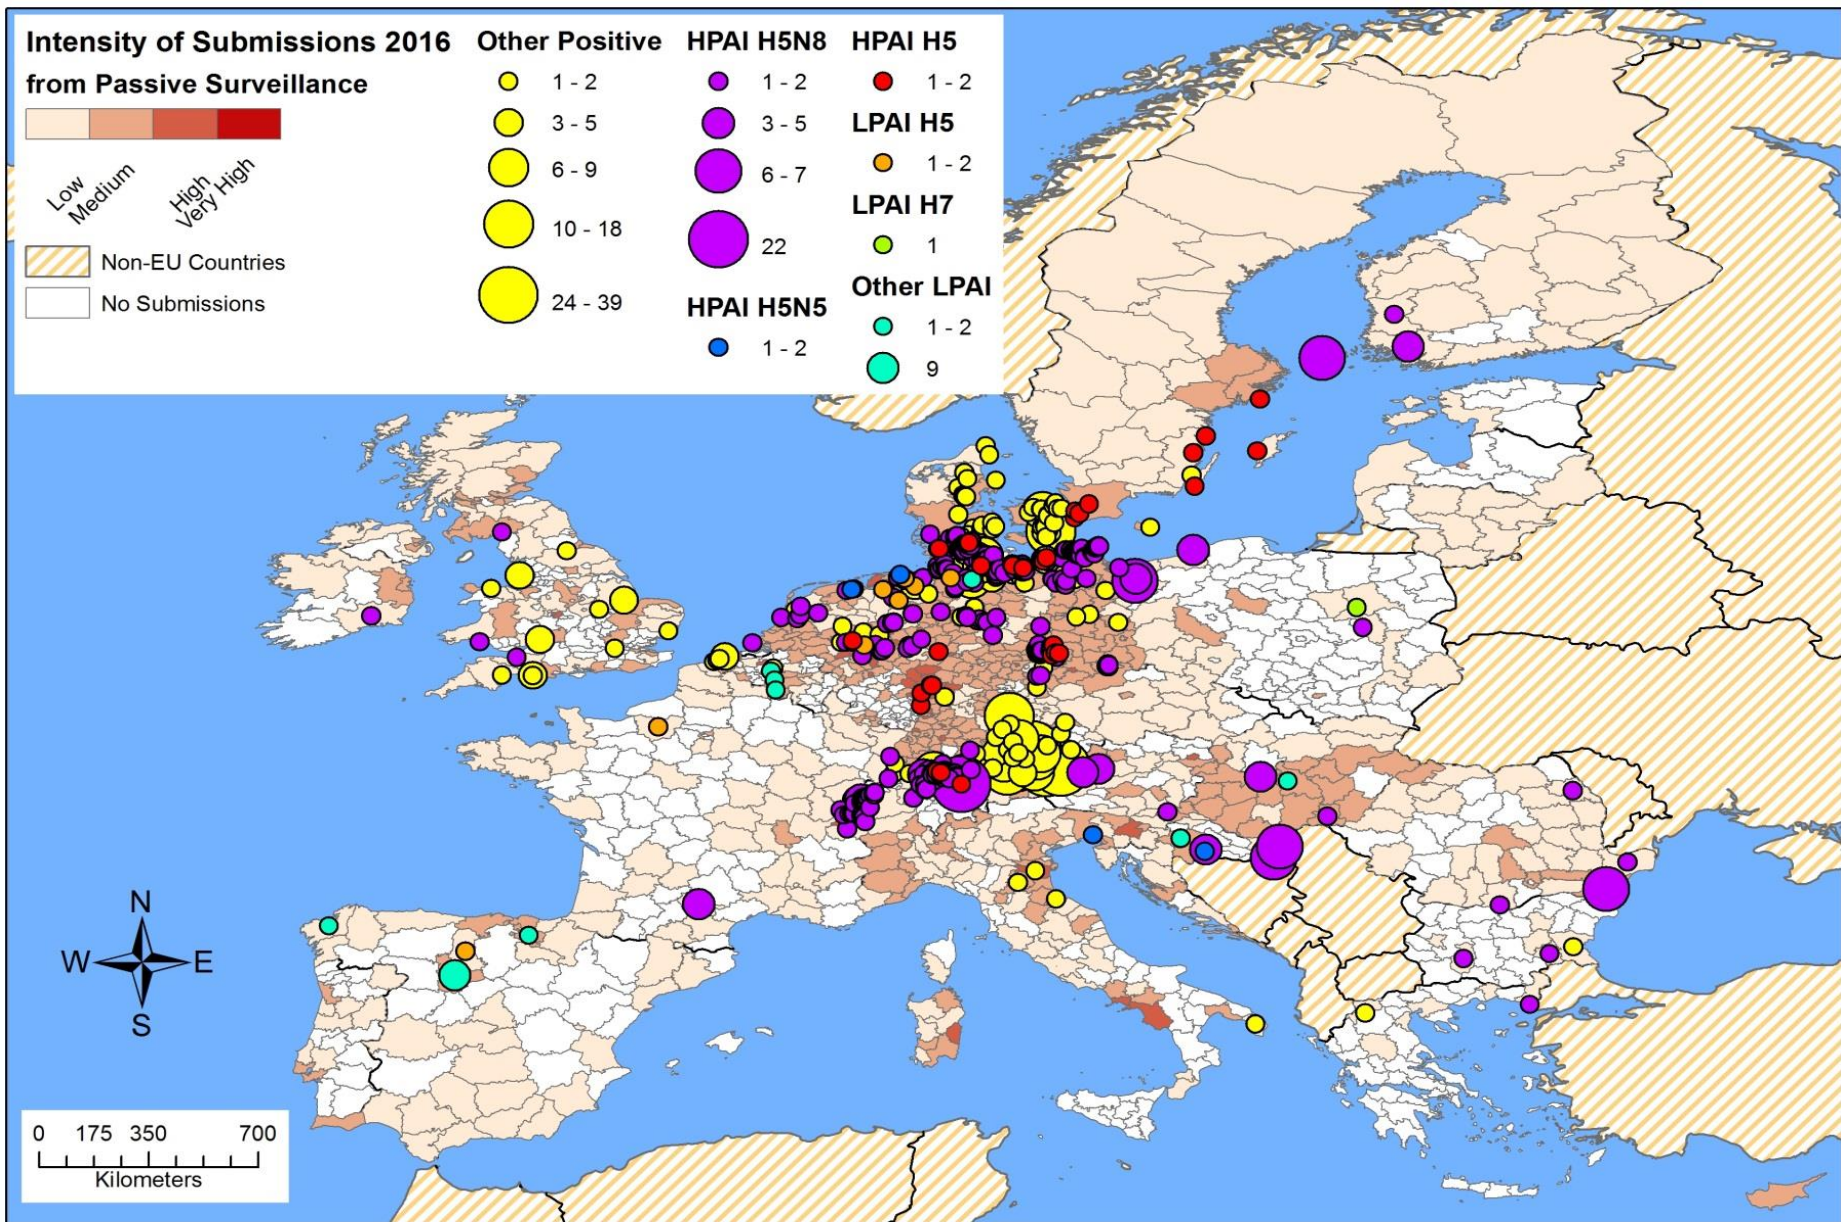 Intensity of Submissions 2016
from Passive Surveillance
Low
Medium
High
Very High
Non-EU Countries
No Submissions
Other Positive
1 - 2
3 - 5
6 - 9
10 - 18
24 - 39
HPAI H5N8
1 - 2
3 - 5
6 - 7
22
HPAI H5N5
1 - 2
HPAI H5
1 - 2
LPAI H5
1 - 2
LPAI H7
1
Other LPAI
1 - 2
9
N
W E
S
0 175 350 700
Kilometers